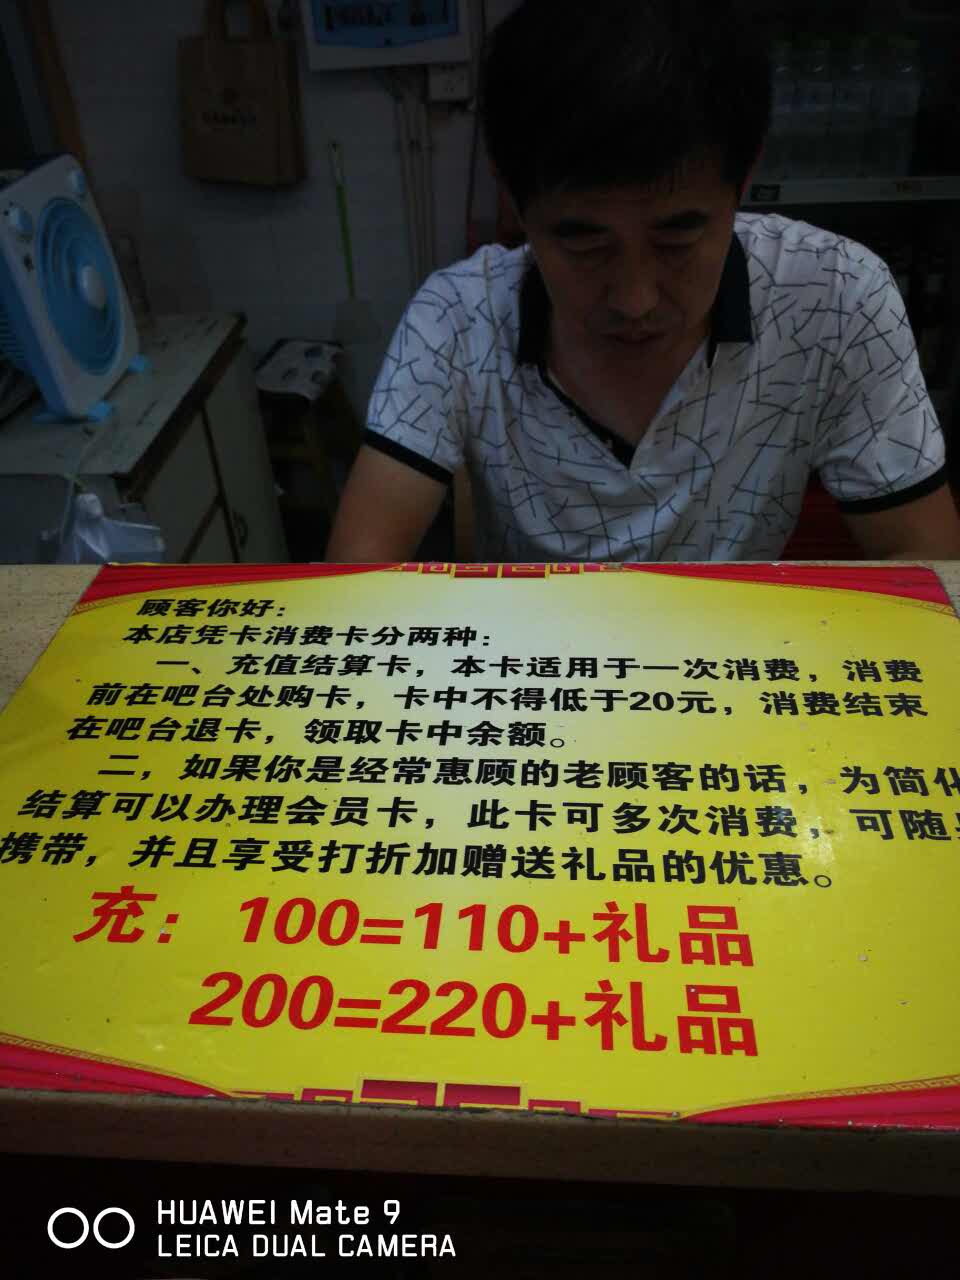 顾客你好：
本店凭卡消费卡分两种：
一、充值结算卡，本卡适用于一次消费，消费
前在吧台处购卡，卡中不得低于20元，消费结束
在吧台退卡，领取卡中余额。
二，如果你是经常惠顾的老顾客的话，为简化
结算可以办理会员卡，此卡可多次消费，可随
携带，并且享受打折加赠送礼品的优惠。
充：100=110+礼品
200=220+礼品
HUAWEI Mate 9
LEICA DUAL CAMERA